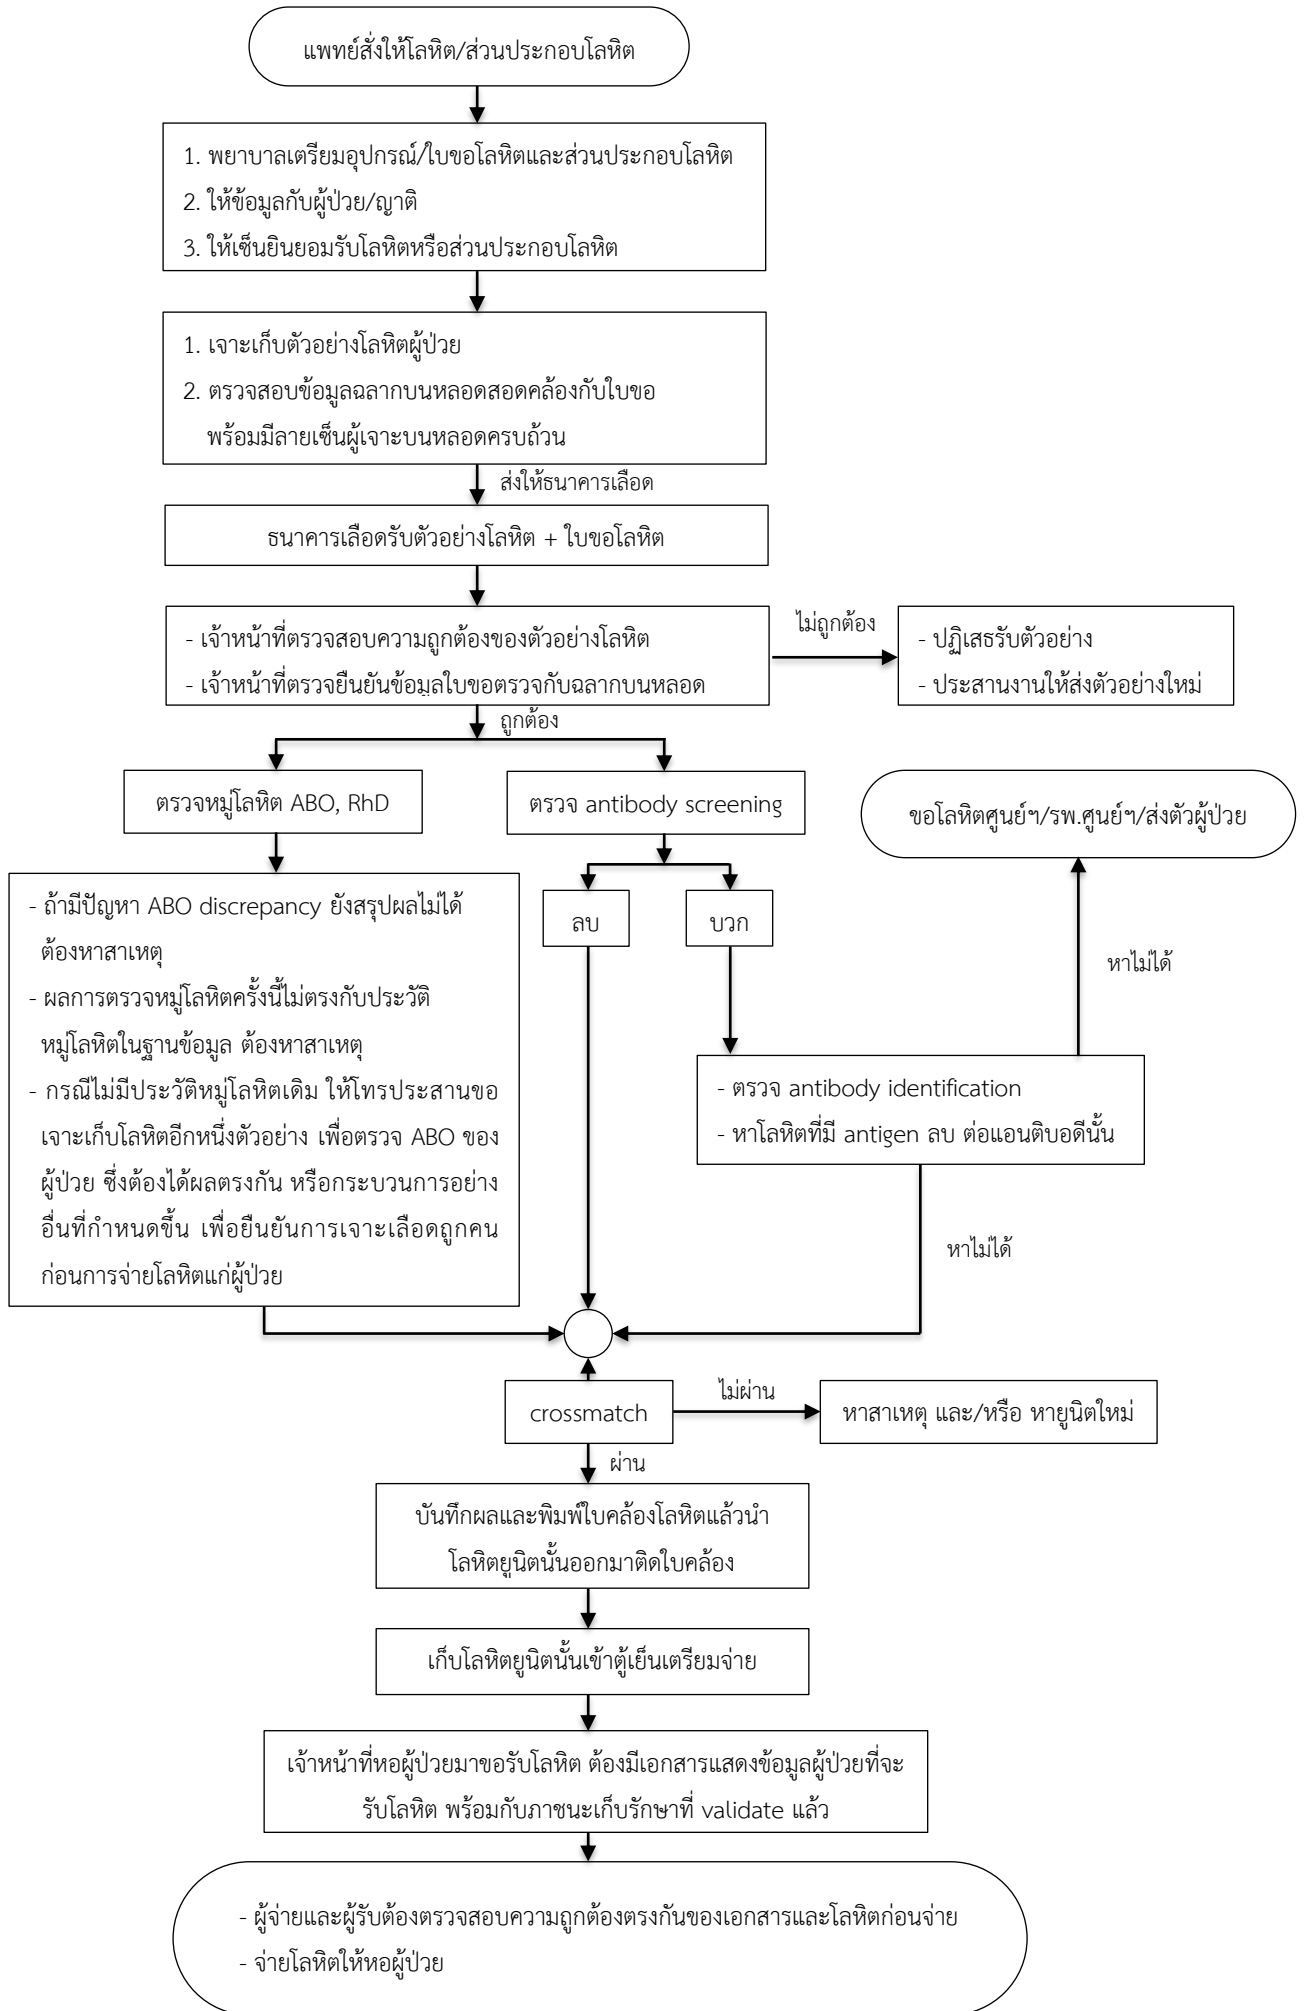 แพทย์สั่งให้โลหิต/ส่วนประกอบโลหิต
1. พยาบาลเตรียมอุปกรณ์/ใบขอโลหิตและส่วนประกอบโลหิต
2. ให้ข้อมูลกับผู้ป่วย/ญาติ
3. ให้เซ็นยินยอมรับโลหิตหรือส่วนประกอบโลหิต
1. เจาะเก็บตัวอย่างโลหิตผู้ป่วย
2. ตรวจสอบข้อมูลฉลากบนหลอดสอดคล้องกับใบขอ
พร้อมมีลายเซ็นผู้เจาะบนหลอดครบถ้วน
ส่งให้ธนาคารเลือด
ธนาคารเลือดรับตัวอย่างโลหิต + ใบขอโลหิต
- เจ้าหน้าที่ตรวจสอบความถูกต้องของตัวอย่างโลหิต
- เจ้าหน้าที่ตรวจยืนยันข้อมูลใบขอตรวจกับฉลากบนหลอด
ไม่ถูกต้อง
- ปฏิเสธรับตัวอย่าง
- ประสานงานให้ส่งตัวอย่างใหม่
ถูกต้อง
ตรวจหมู่โลหิต ABO, RhD
ตรวจ antibody screening
ขอโลหิตศูนย์ฯ/รพ.ศูนย์ฯ/ส่งตัวผู้ป่วย
- ถ้ามีปัญหา ABO discrepancy ยังสรุปผลไม่ได้
ต้องหาสาเหตุ
- ผลการตรวจหมู่โลหิตครั้งนี้ไม่ตรงกับประวัติ
หมู่โลหิตในฐานข้อมูล ต้องหาสาเหตุ
- กรณีไม่มีประวัติหมู่โลหิตเดิม ให้โทรประสานขอ
เจาะเก็บโลหิตอีกหนึ่งตัวอย่าง เพื่อตรวจ ABO ของ
ผู้ป่วย ซึ่งต้องได้ผลตรงกัน หรือกระบวนการอย่าง
อื่นที่กำหนดขึ้น เพื่อยืนยันการเจาะเลือดถูกคน
ก่อนการจ่ายโลหิตแก่ผู้ป่วย
ลบ
บวก
หาไม่ได้
- ตรวจ antibody identification
- หาโลหิตที่มี antigen ลบ ต่อแอนติบอดีนั้น
หาไม่ได้
crossmatch
ไม่ผ่าน
หาสาเหตุ และ/หรือ หายูนิตใหม่
ผ่าน
บันทึกผลและพิมพ์ใบคล้องโลหิตแล้วนำ
โลหิตยูนิตนั้นออกมาติดใบคล้อง
เก็บโลหิตยูนิตนั้นเข้าตู้เย็นเตรียมจ่าย
เจ้าหน้าที่หอผู้ป่วยมาขอรับโลหิต ต้องมีเอกสารแสดงข้อมูลผู้ป่วยที่จะ
รับโลหิต พร้อมกับภาชนะเก็บรักษาที่ validate แล้ว
- ผู้จ่ายและผู้รับต้องตรวจสอบความถูกต้องตรงกันของเอกสารและโลหิตก่อนจ่าย
- จ่ายโลหิตให้หอผู้ป่วย